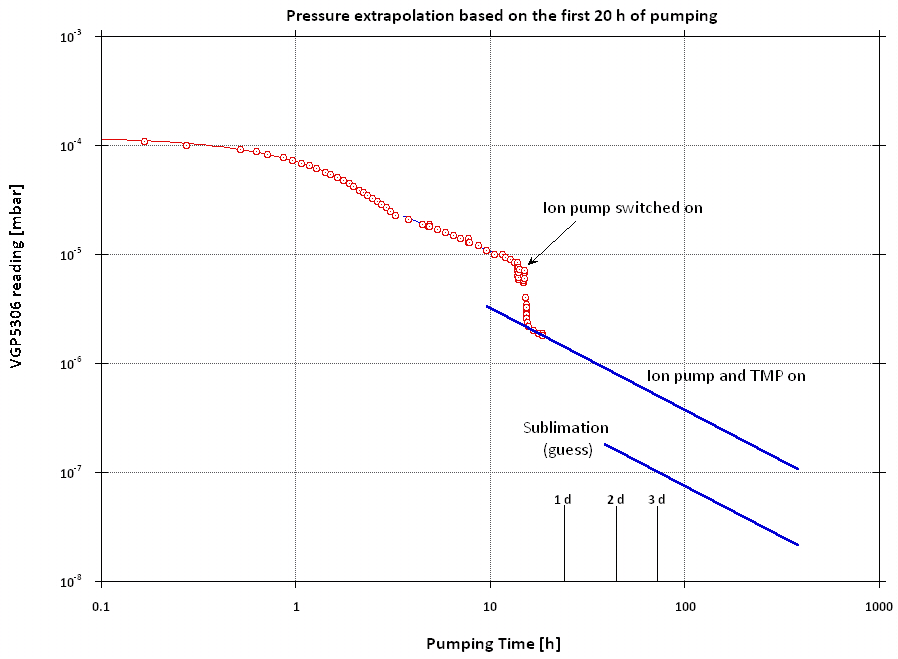 Pressure extrapolation based on the first 20 h of pumping
10-3
10-4
10-5
10-6
10-7
10-8
VGP5306 reading [mbar]
Ion pump switched on
Ion pump and TMP on
Sublimation
(guess)
1 d
2 d
3 d
0.1
1
10
100
1000
Pumping Time [h]